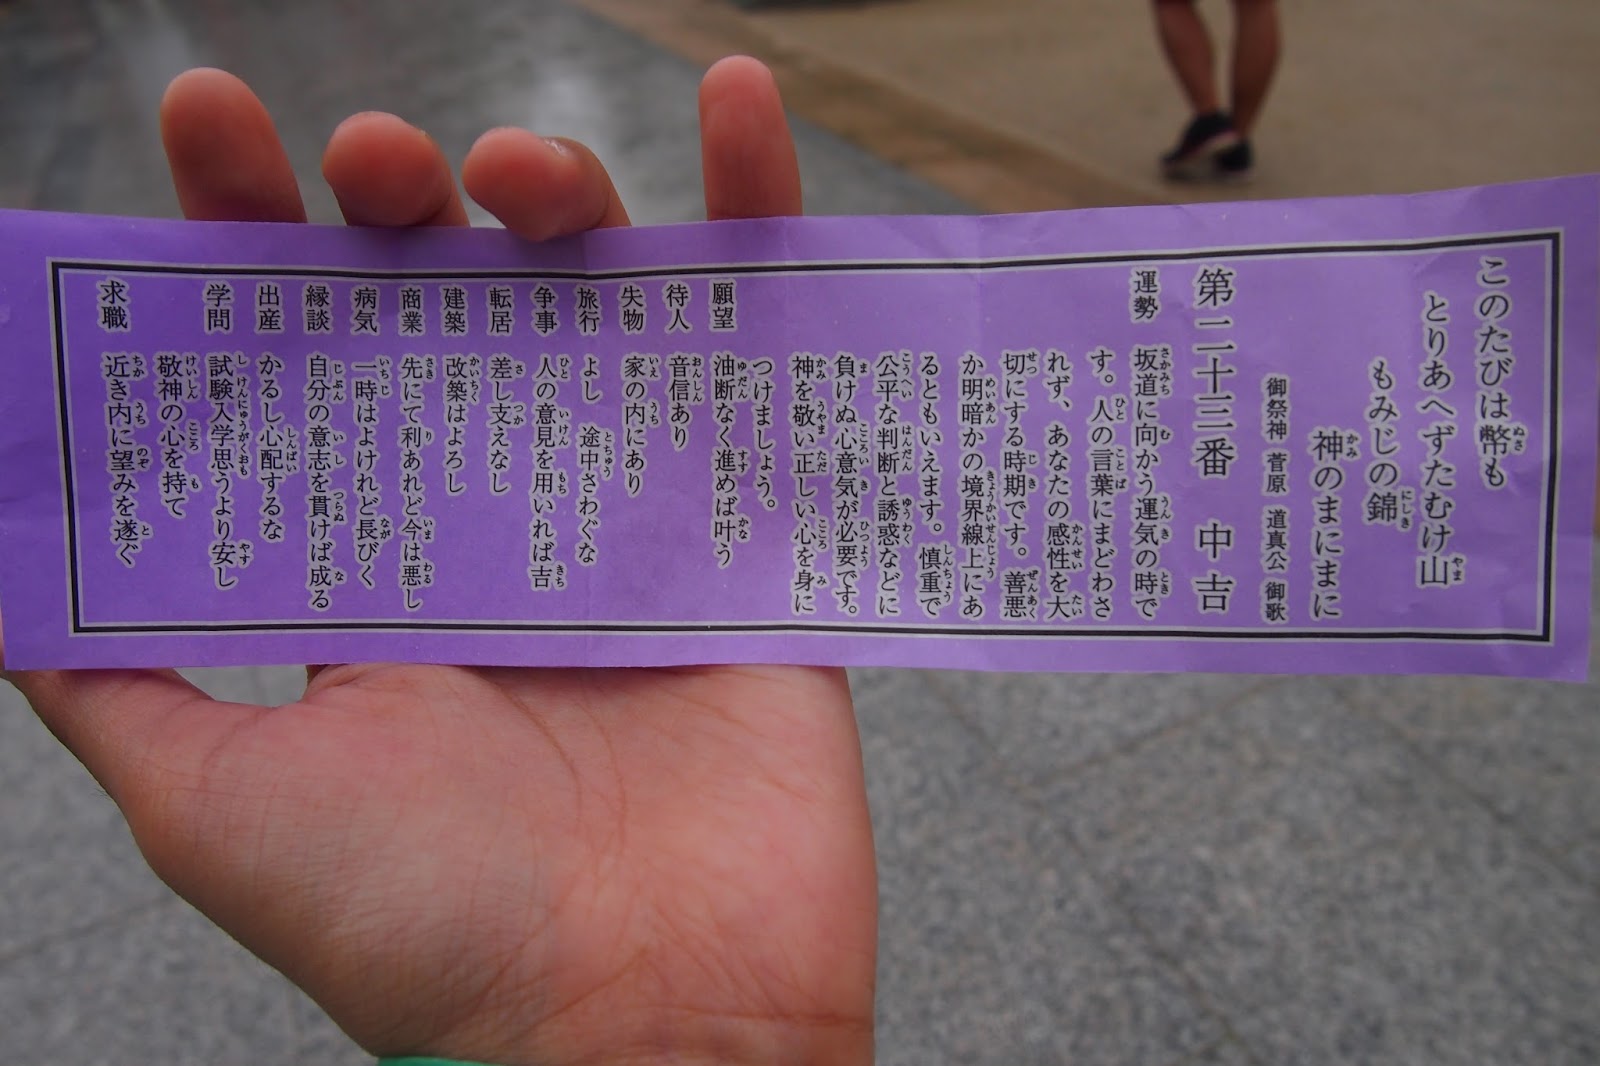 このたびは幣も
とりあへずたむけ山
もみじの錦
神のまにまに
御祭神 菅原 道真公 御歌
第二十三番 中吉
運勢 坂道に向かう運気の時で
す。人の言葉にまどわさ
れず、あなたの感性を大
切にする時期です。善悪
か明暗かの境界線上にあ
るともいえます。慎重で
公平な判断と誘惑などに
負けぬ心意気が必要です。
神を敬い正しい心を身に
つけましょう。
願望 油断なく進めば叶う
待人 音信あり
失物 家の内にあり
旅行 よし 途中さわぐな
争事 人の意見を用いれば吉
転居 差し支えなし
建築 改築はよろし
商業 先にて利あれど今は悪し
病気 一時はよけれど長びく
縁談 自分の意志を貫けば成る
出産 かるし心配するな
学問 試験入学思うより安し
敬神の心を持て
求職 近き内に望みを遂ぐ